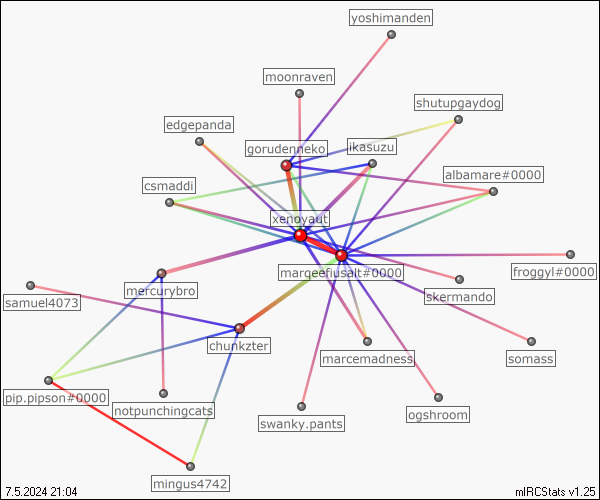 yoshimanden
moonraven
shutupgaydog
edgepanda
gorudenneko
ikasuzu
albamare#0000
csmaddi
xenoyaut
marqeefiusalt#0000
froggyl#0000
skermando
mercurybro
samuel4073
chunkzter
marcemadness
somass
pip.pipson#0000
notpunchingcats
ogshroom
swanky.pants
mingus4742
7.5.2024 21:04
mIRCStats v1.25